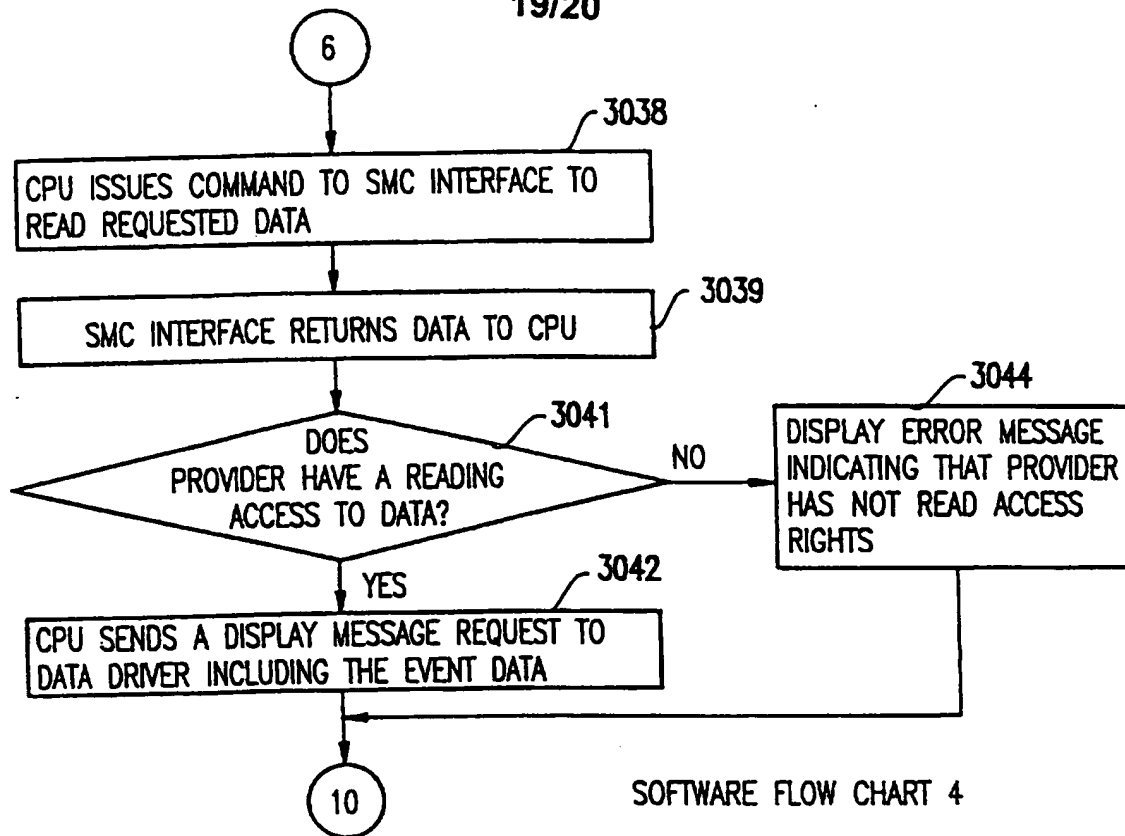 19/20
6
3038
CPU ISSUES COMMAND TO SMC INTERFACE TO
READ REQUESTED DATA
3039
SMC INTERFACE RETURNS DATA TO CPU
3041
DOES
PROVIDER HAVE A READING
ACCESS TO DATA?
NO
3044
DISPLAY ERROR MESSAGE
INDICATING THAT PROVIDER
HAS NOT READ ACCESS
RIGHTS
YES
3042
CPU SENDS A DISPLAY MESSAGE REQUEST TO
DATA DRIVER INCLUDING THE EVENT DATA
10
SOFTWARE FLOW CHART 4